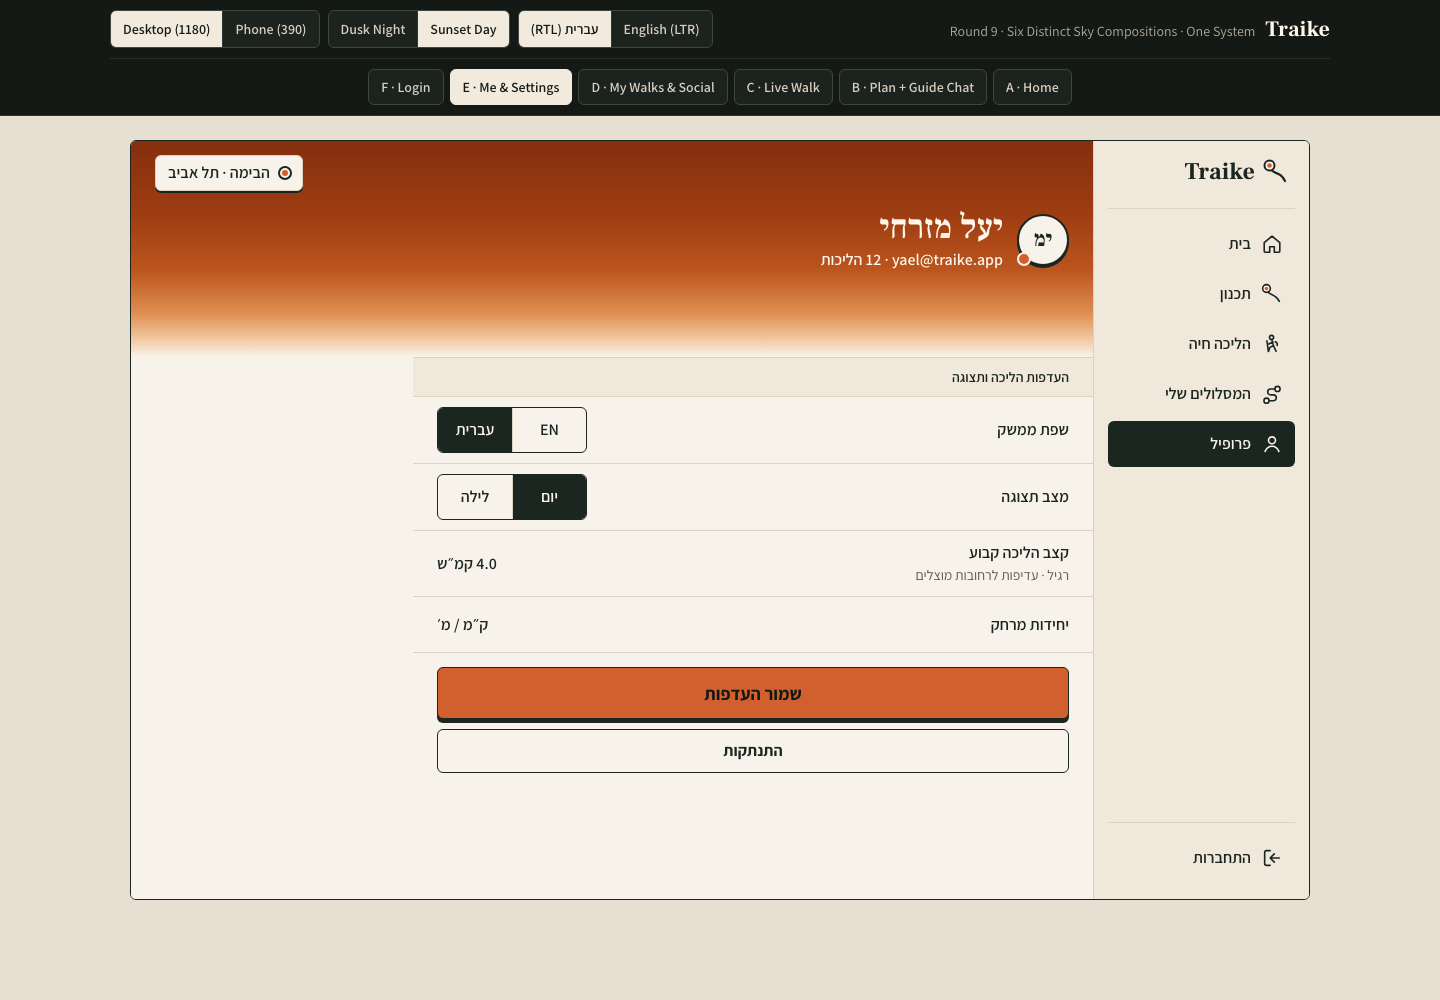 Traike Round 9 · Six Distinct Sky Compositions · One System
English (LTR) עברית (RTL) Sunset Day Dusk Night Phone (390) Desktop (1180)
A · Home B · Plan + Guide Chat C · Live Walk D · My Walks & Social E · Me & Settings F · Login
Traike
בית
תכנון
הליכה חיה
המסלולים שלי
פרופיל
התחברות
הבימה · תל אביב
ימ
יעל מזרחי
yael@traike.app · 12 הליכות
העדפות הליכה ותצוגה
שפת ממשק EN עברית
מצב תצוגה יום לילה
קצב הליכה קבוע 4.0 קמ״ש
רגיל · עדיפות לרחובות מוצלים
יחידות מרחק ק״מ / מ׳
שמור העדפות
התנתקות